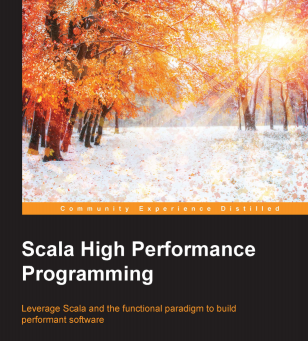 Community Experience Distilled
Scala High Performance
Programming
Leverage Scala and the functional paradigm to build
performant software